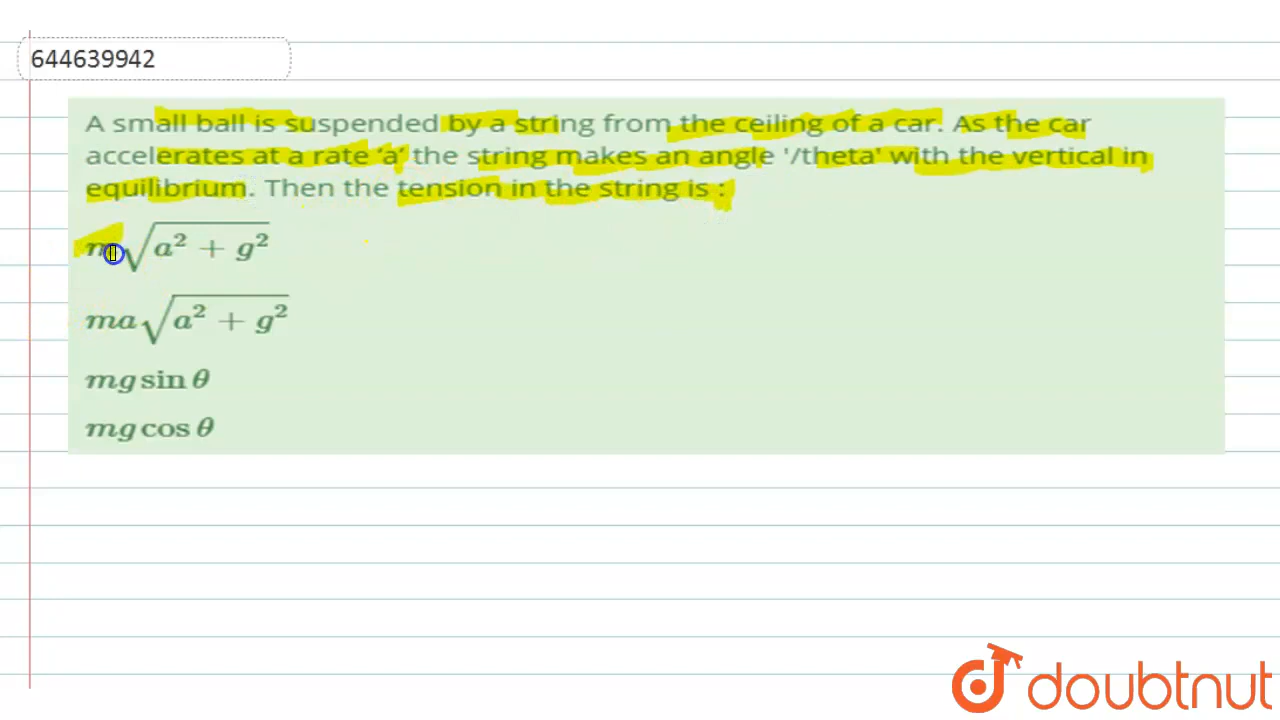 644639942
A small ball is suspended by a string from the ceiling of a car. As the car
accelerates at a rate 'a' the string makes an angle '/theta' with the vertical in
equilibrium. Then the tension in the string is :
m√(a² + g²)
ma√(a² + g²)
mg sin θ
mg cos θ
doubtnut